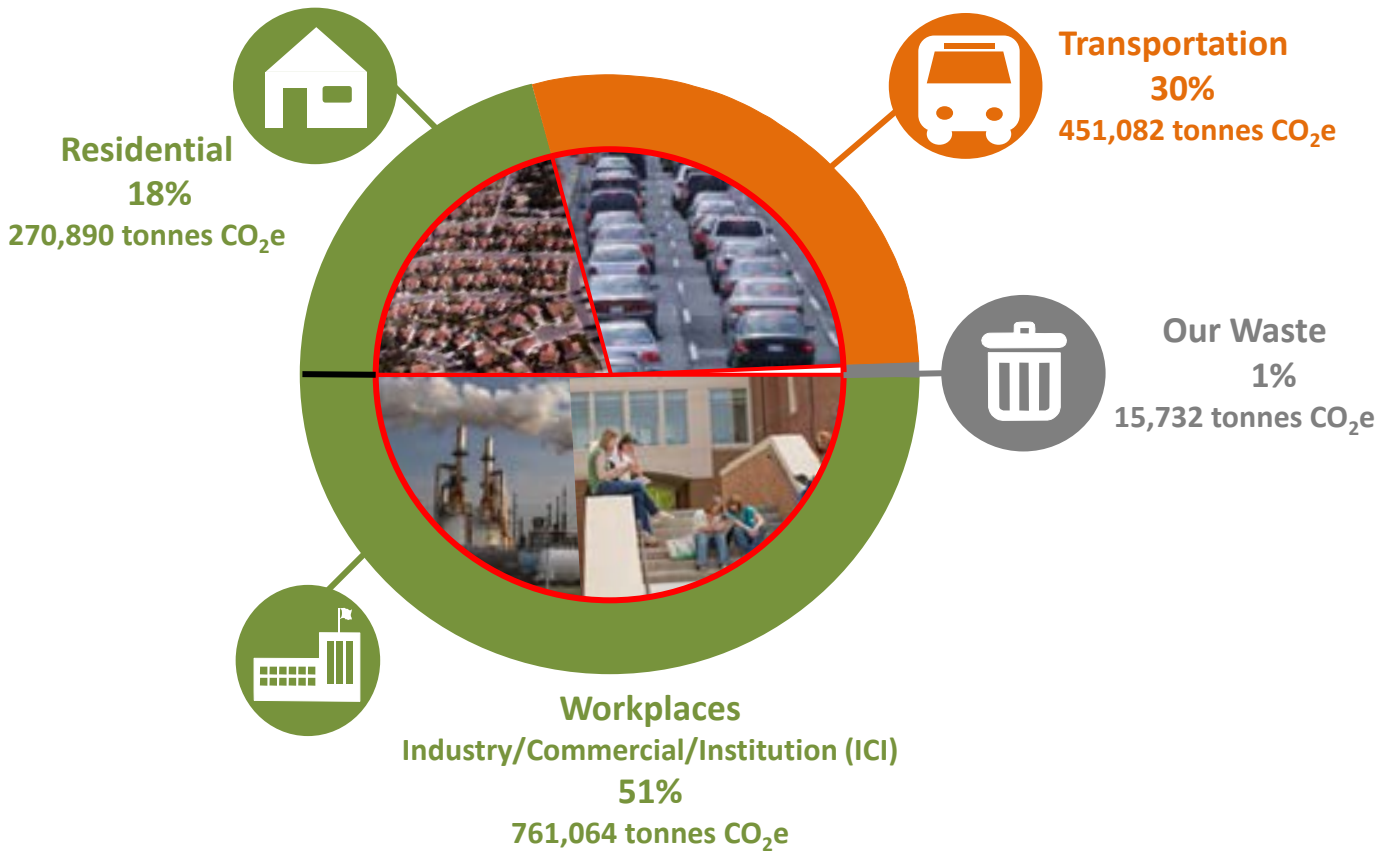 Transportation
30%
451,082 tonnes CO₂e
Residential
18%
270,890 tonnes CO₂e
Our Waste
1%
15,732 tonnes CO₂e
Workplaces
Industry/Commercial/Institution (ICI)
51%
761,064 tonnes CO₂e